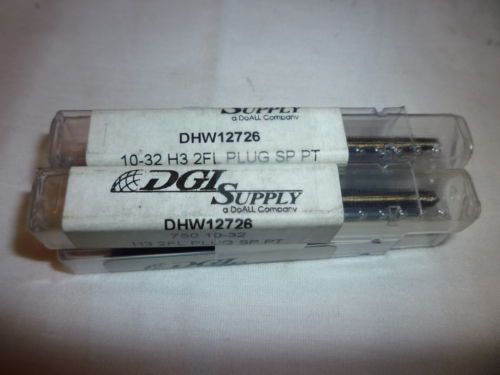 SUPPLY
a DoALL Company
DHW12726
10-32 H3 2FL PLUG SP PT
DGI SUPPLY
a DoALL Company
DHW12726
750 10-32
H3 2FL PLUG SP PT
DGI